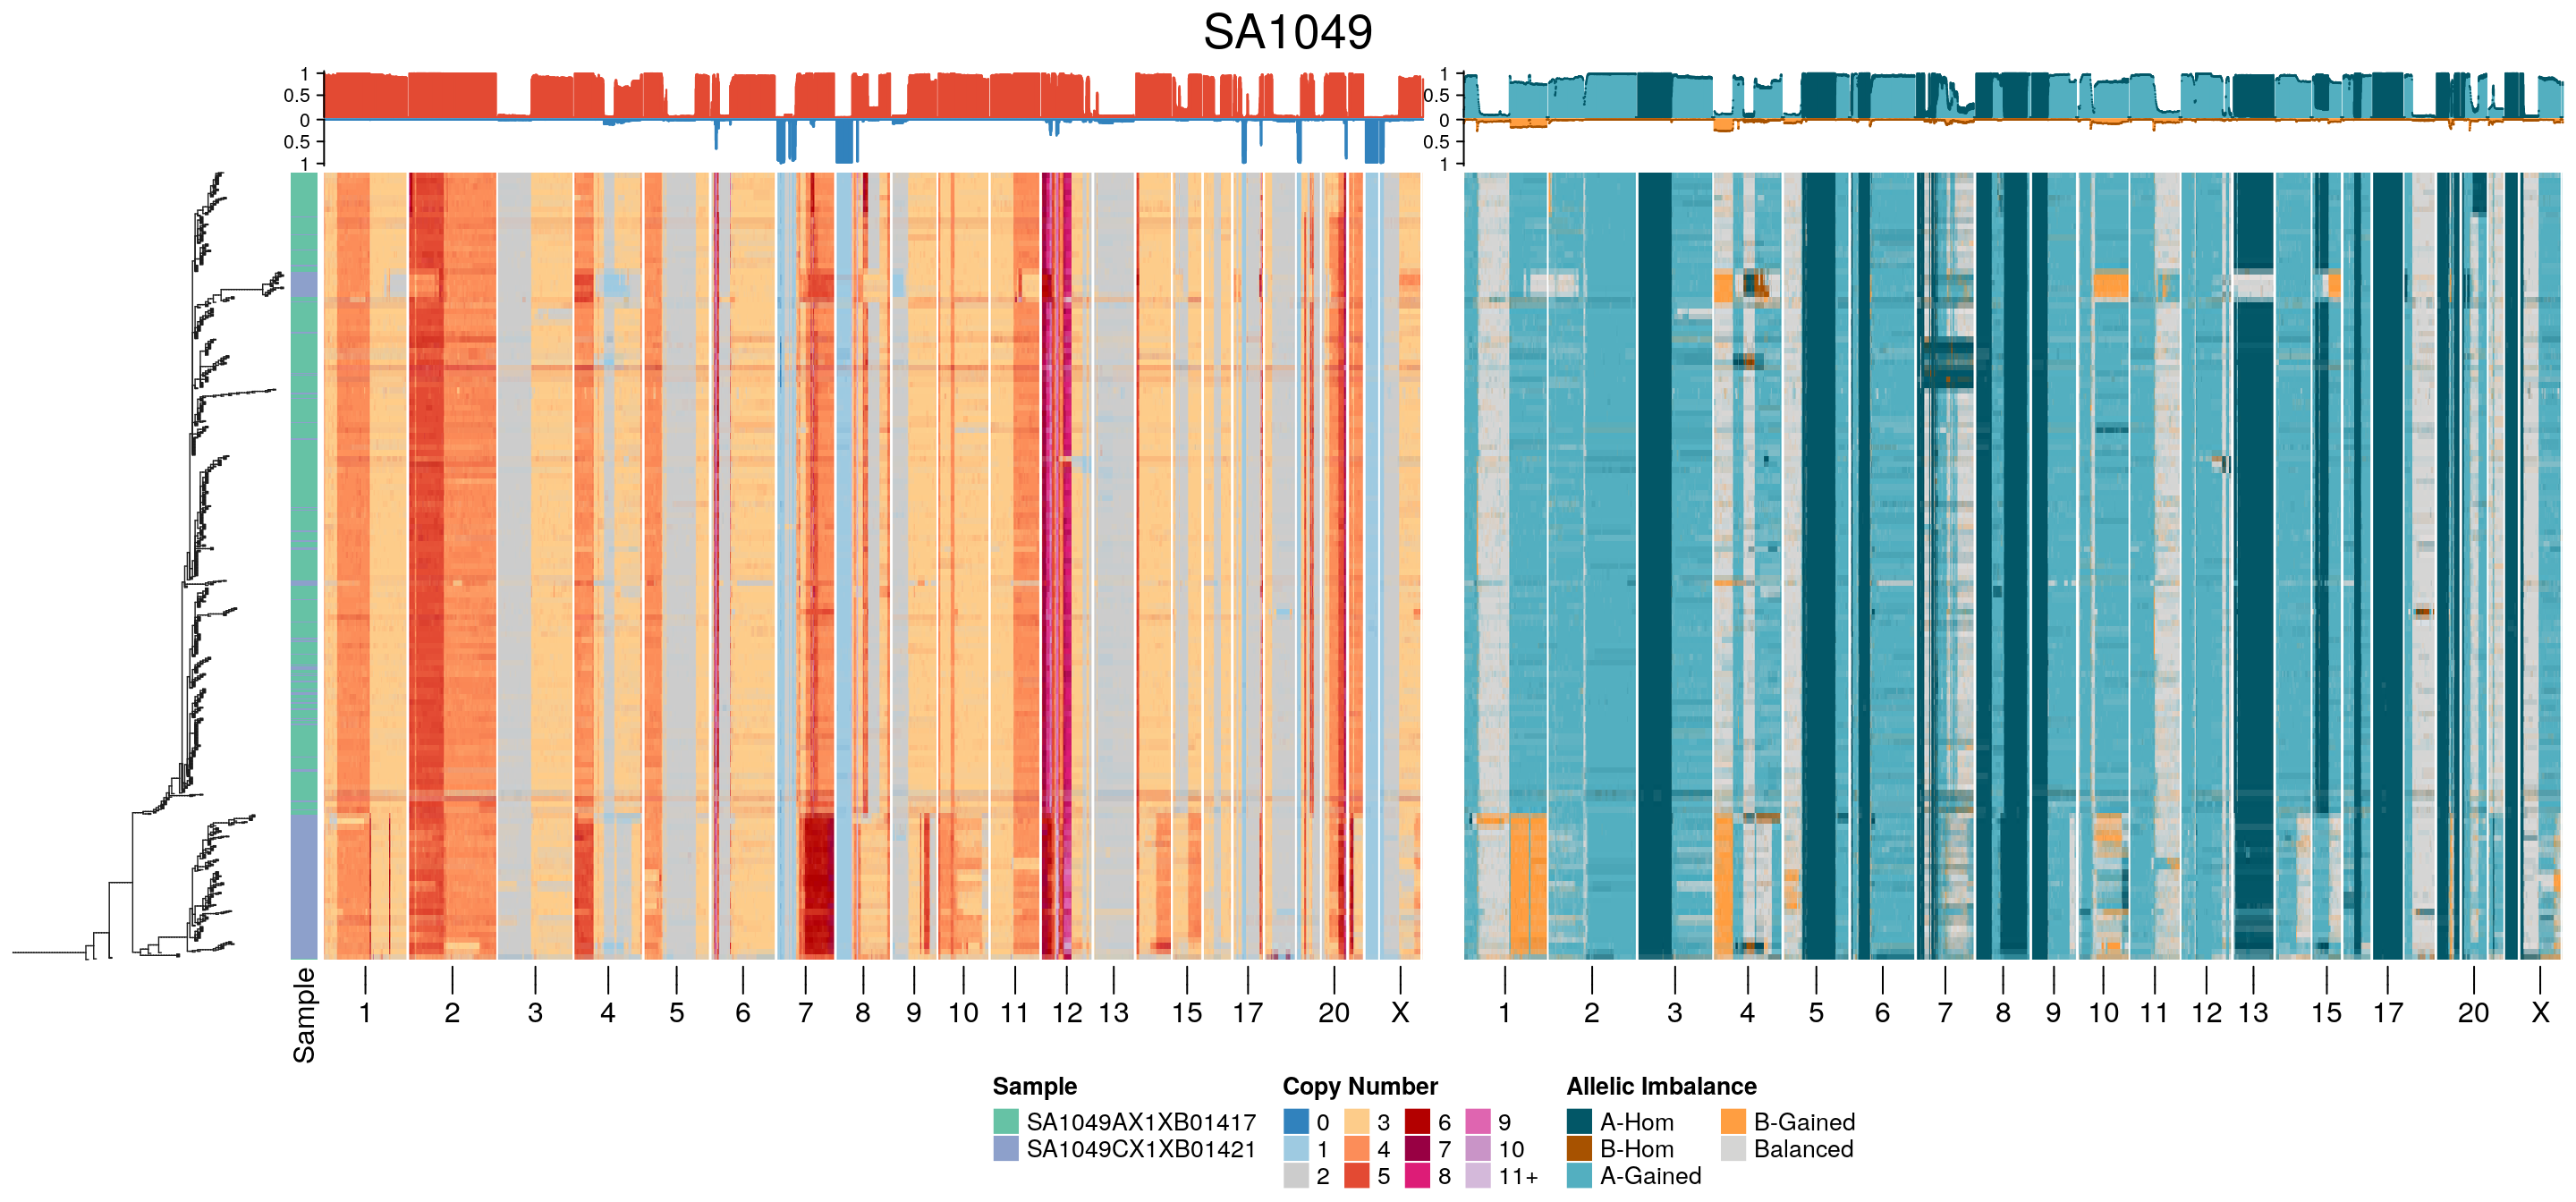 SA1049
1
0.5
0
0.5
1
1
0.5
0
0.5
1
Sample
1 2 3 4 5 6 7 8 9 10 11 12 13 15 17 20 X
1 2 3 4 5 6 7 8 9 10 11 12 13 15 17 20 X
Sample
SA1049AX1XB01417
SA1049CX1XB01421
Copy Number
0 3 6 9
1 4 7 10
2 5 8 11+
Allelic Imbalance
A-Hom B-Gained
B-Hom Balanced
A-Gained